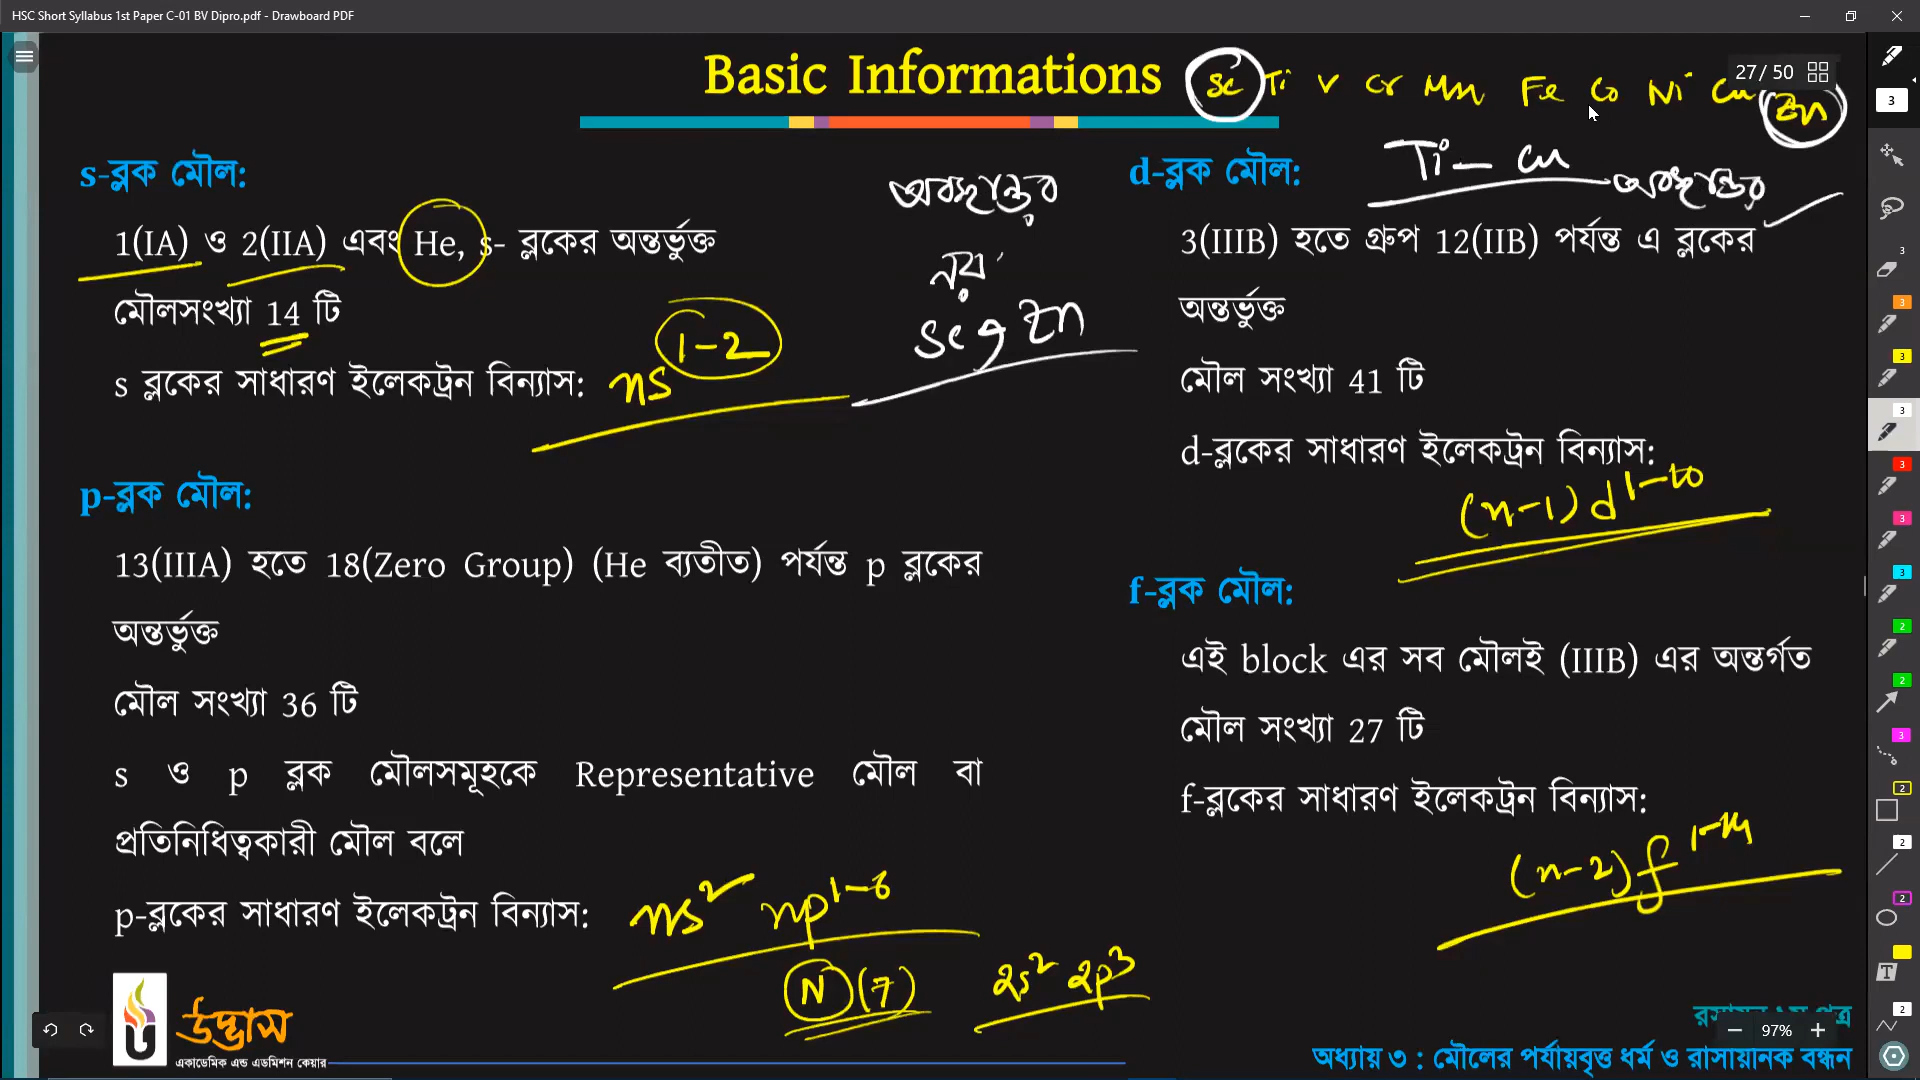 HSC Short Syllabus 1st Paper C-01 BV Dipro.pdf - Drawboard PDF
Basic Informations
Sc Ti V Cr Mn Fe Co Ni Cu Zn
27 / 50
s-ব্লক মৌল:
1(IA) ও 2(IIA) এবং He, s- ব্লকের অন্তর্ভুক্ত
মৌলসংখ্যা 14 টি
s ব্লকের সাধারণ ইলেকট্রন বিন্যাস: ns 1-2
অবস্থান্তর
নয়
Sc ও Zn
p-ব্লক মৌল:
13(IIIA) হতে 18(Zero Group) (He ব্যতীত) পর্যন্ত p ব্লকের
অন্তর্ভুক্ত
মৌল সংখ্যা 36 টি
s ও p ব্লক মৌলসমূহকে Representative মৌল বা
প্রতিনিধিত্বকারী মৌল বলে
p-ব্লকের সাধারণ ইলেকট্রন বিন্যাস: ns² np 1-6
N (7) 2s² 2p³
d-ব্লক মৌল:
Ti - Cu অবস্থান্তর
3(IIIB) হতে গ্রুপ 12(IIB) পর্যন্ত এ ব্লকের
অন্তর্ভুক্ত
মৌল সংখ্যা 41 টি
d-ব্লকের সাধারণ ইলেকট্রন বিন্যাস:
(n-1) d 1-10
f-ব্লক মৌল:
এই block এর সব মৌলই (IIIB) এর অন্তর্গত
মৌল সংখ্যা 27 টি
f-ব্লকের সাধারণ ইলেকট্রন বিন্যাস:
(n-2) f 1-14
উদ্ভাস
একাডেমিক এন্ড এডমিশন কেয়ার
97%
অধ্যায় ৩ : মৌলের পর্যায়বৃত্ত ধর্ম ও রাসায়নিক বন্ধন